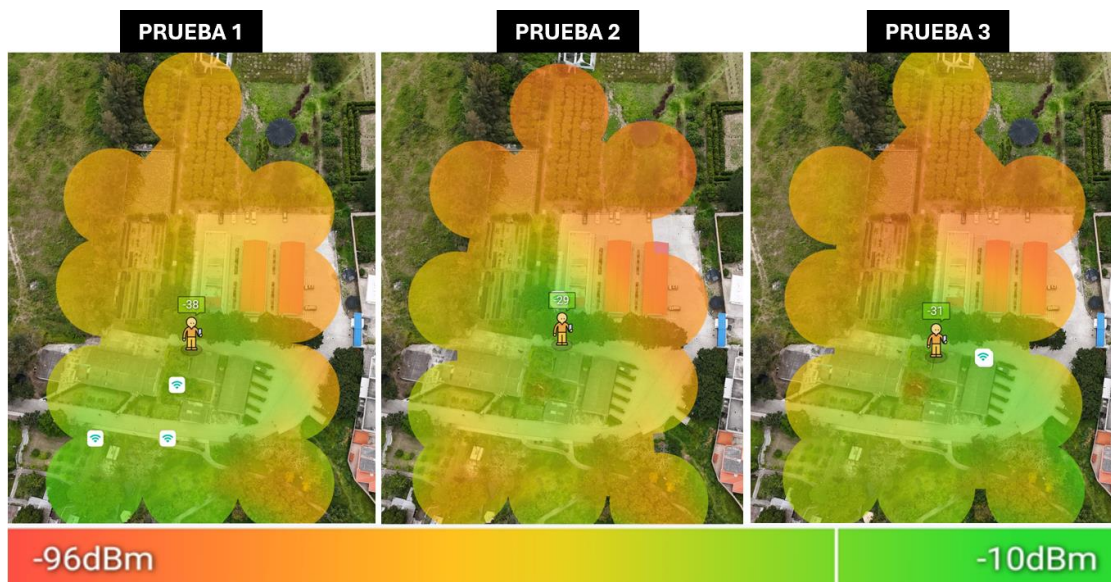 PRUEBA 1
PRUEBA 2
PRUEBA 3
-38
-29
-31
-96dBm
-10dBm